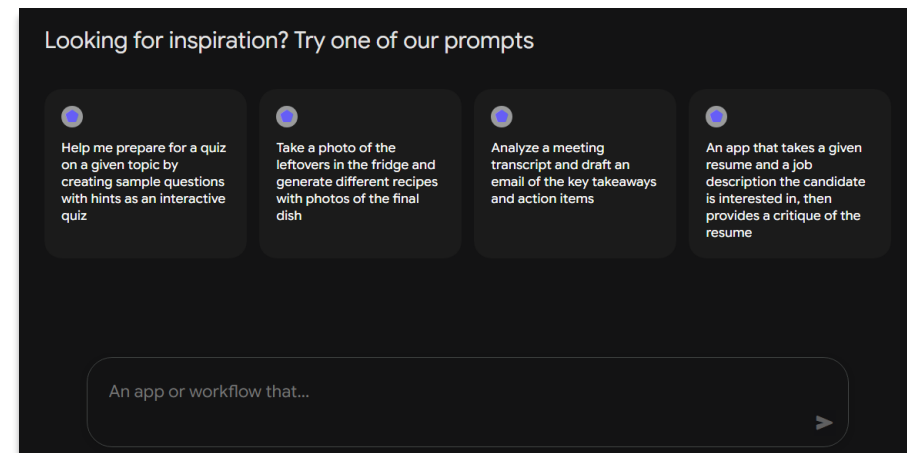 Looking for inspiration? Try one of our prompts
Help me prepare for a quiz
on a given topic by
creating sample questions
with hints as an interactive
quiz
Take a photo of the
leftovers in the fridge and
generate different recipes
with photos of the final
dish
Analyze a meeting
transcript and draft an
email of the key takeaways
and action items
An app that takes a given
resume and a job
description the candidate
is interested in, then
provides a critique of the
resume
An app or workflow that...